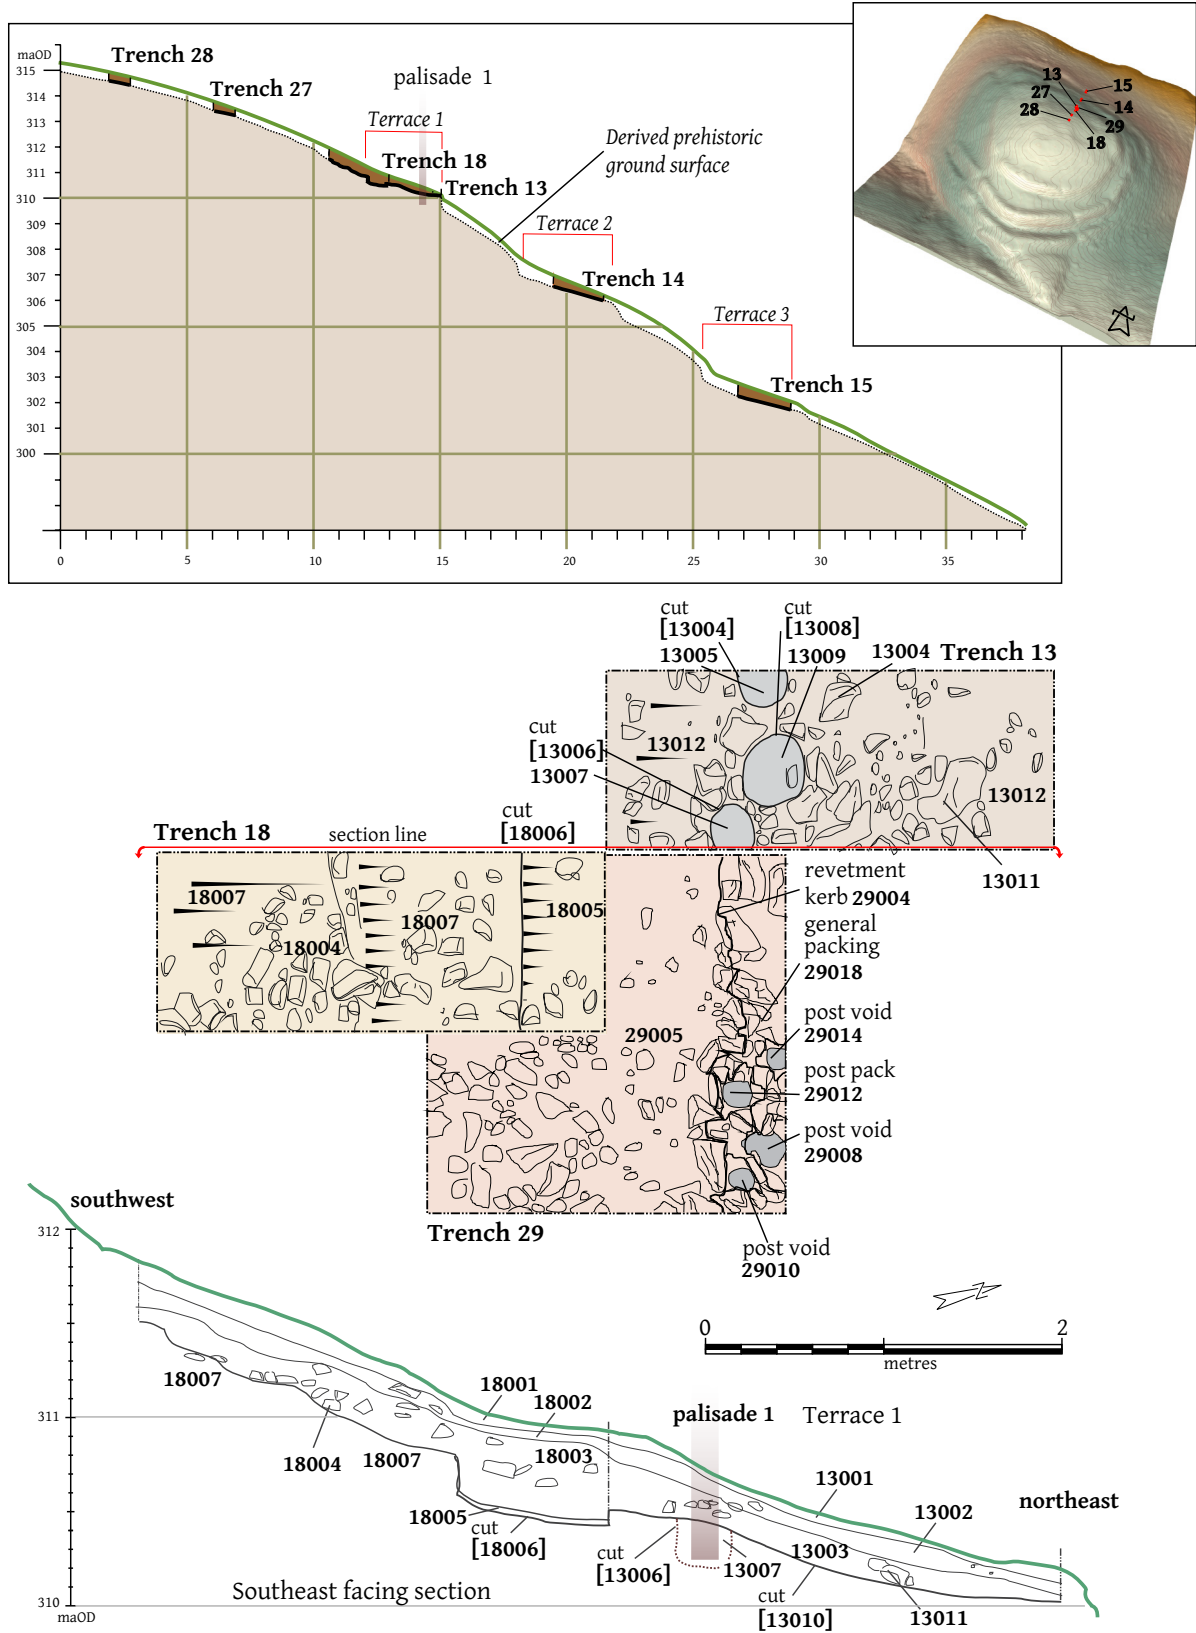 maOD
315
314
313
312
311
310
309
308
307
306
305
304
303
302
301
300
0
5
10
15
20
25
30
35
Trench 28
Trench 27
palisade 1
Terrace 1
Trench 18
Trench 13
Derived prehistoric
ground surface
Terrace 2
Trench 14
Terrace 3
Trench 15
13
15
27
14
28
29
18
cut
[13004]
13005
cut
[13008]
13009
13004
Trench 13
cut
[13006]
13007
13012
13012
13011
Trench 18
section line
cut
[18006]
18007
18004
18007
18005
revetment
kerb 29004
general
packing
29018
29005
post void
29014
post pack
29012
post void
29008
Trench 29
post void
29010
southwest
312
311
310
maOD
18007
18004
18007
18001
18002
18003
18005
cut
[18006]
0
2
metres
palisade 1
Terrace 1
13001
13002
northeast
cut
[13006]
13007
13003
cut
[13010]
13011
Southeast facing section